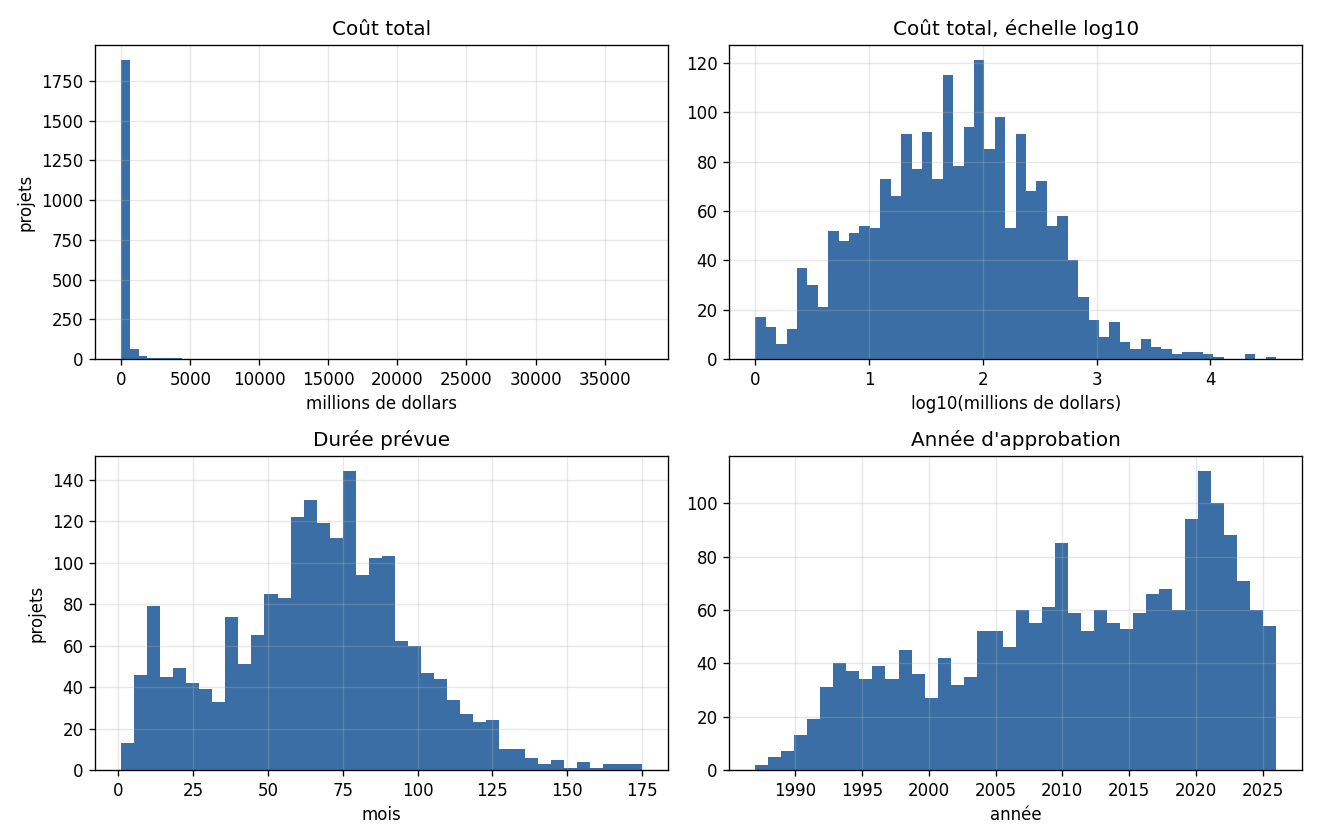 Coût total
1750
1500
1250
1000
750
500
250
0
projets
0 5000 10000 15000 20000 25000 30000 35000
millions de dollars
Coût total, échelle log10
120
100
80
60
40
20
0
0 1 2 3 4
log10(millions de dollars)
Durée prévue
140
120
100
80
60
40
20
0
projets
0 25 50 75 100 125 150 175
mois
Année d'approbation
100
80
60
40
20
0
1990 1995 2000 2005 2010 2015 2020 2025
année